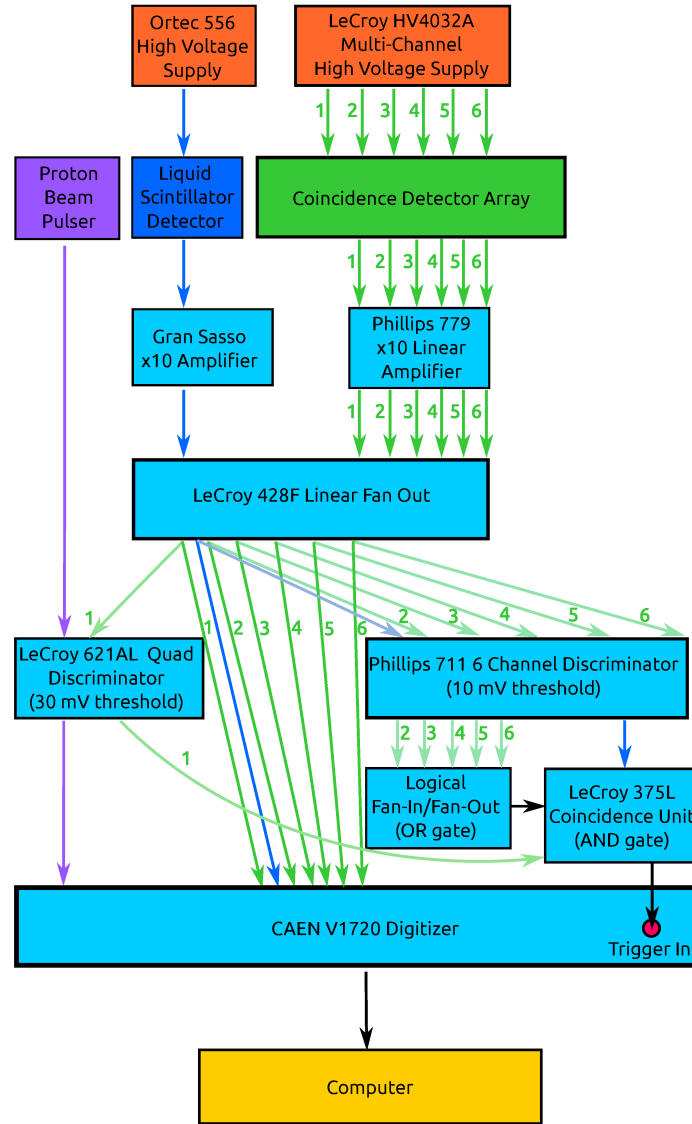 Ortec 556
High Voltage
Supply
LeCroy HV4032A
Multi-Channel
High Voltage Supply
1 2 3 4 5 6
Proton
Beam
Pulser
Liquid
Scintillator
Detector
Coincidence Detector Array
1 2 3 4 5 6
Gran Sasso
x10 Amplifier
Phillips 779
x10 Linear
Amplifier
1 2 3 4 5 6
LeCroy 428F Linear Fan Out
1 1 2 3 4 5 6 2 3 4 5 6
LeCroy 621AL Quad
Discriminator
(30 mV threshold)
Phillips 711 6 Channel Discriminator
(10 mV threshold)
2 3 4 5 6
1
Logical
Fan-In/Fan-Out
(OR gate)
LeCroy 375L
Coincidence Unit
(AND gate)
CAEN V1720 Digitizer
Trigger In
Computer